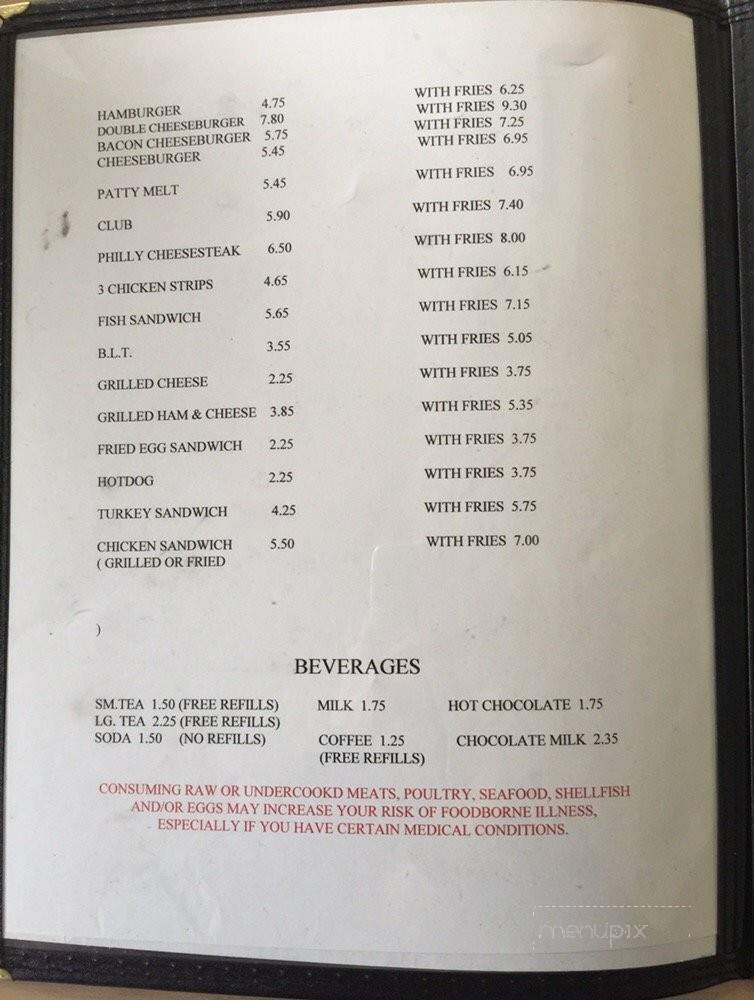 HAMBURGER 4.75 WITH FRIES 6.25
DOUBLE CHEESEBURGER 7.80 WITH FRIES 9.30
BACON CHEESEBURGER 5.75 WITH FRIES 7.25
CHEESEBURGER 5.45 WITH FRIES 6.95
PATTY MELT 5.45 WITH FRIES 6.95
CLUB 5.90 WITH FRIES 7.40
PHILLY CHEESESTEAK 6.50 WITH FRIES 8.00
3 CHICKEN STRIPS 4.65 WITH FRIES 6.15
FISH SANDWICH 5.65 WITH FRIES 7.15
B.L.T. 3.55 WITH FRIES 5.05
GRILLED CHEESE 2.25 WITH FRIES 3.75
GRILLED HAM & CHEESE 3.85 WITH FRIES 5.35
FRIED EGG SANDWICH 2.25 WITH FRIES 3.75
HOTDOG 2.25 WITH FRIES 3.75
TURKEY SANDWICH 4.25 WITH FRIES 5.75
CHICKEN SANDWICH 5.50 WITH FRIES 7.00
( GRILLED OR FRIED
)
BEVERAGES
SM.TEA 1.50 (FREE REFILLS) MILK 1.75 HOT CHOCOLATE 1.75
LG. TEA 2.25 (FREE REFILLS)
SODA 1.50 (NO REFILLS) COFFEE 1.25 CHOCOLATE MILK 2.35
(FREE REFILLS)
CONSUMING RAW OR UNDERCOOKD MEATS, POULTRY, SEAFOOD, SHELLFISH
AND/OR EGGS MAY INCREASE YOUR RISK OF FOODBORNE ILLNESS,
ESPECIALLY IF YOU HAVE CERTAIN MEDICAL CONDITIONS.
menupix